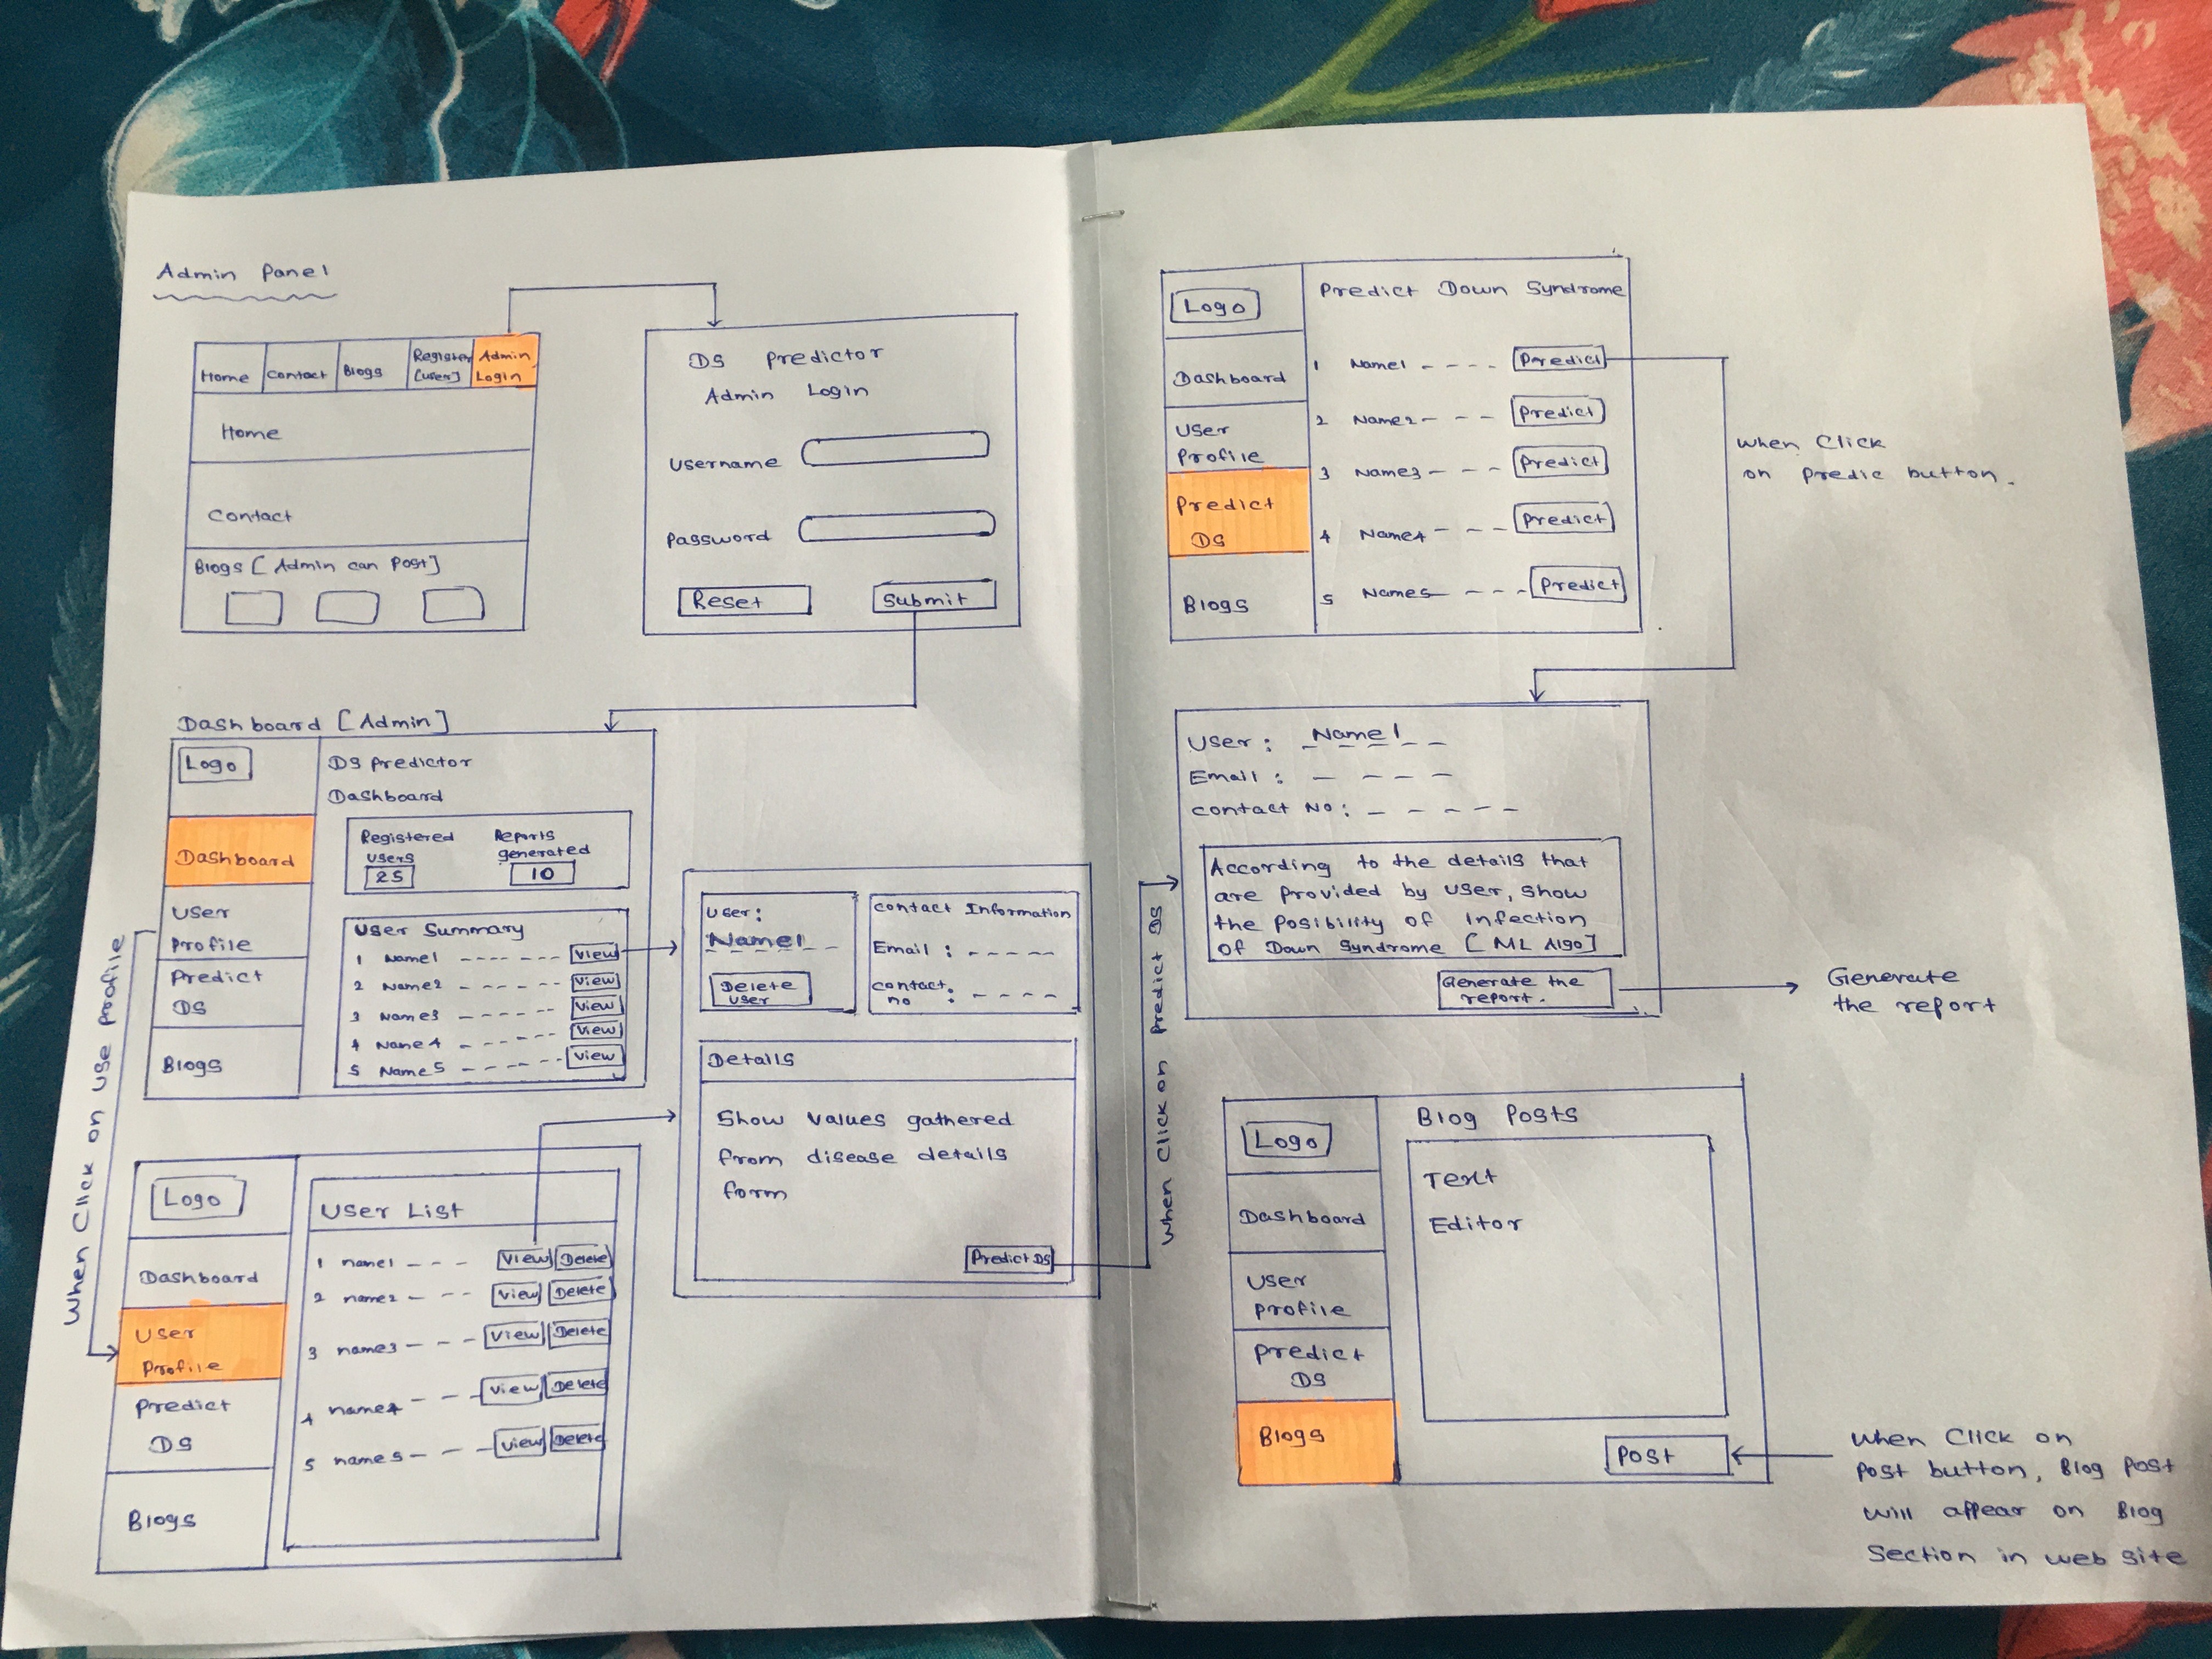 Admin Panel
Home
Contact
Blogs
Register
[user]
Admin
Login
Home
Contact
Blogs [ Admin can Post ]
DS Predictor
Admin Login
Username
Password
Reset
Submit
Dashboard [ Admin ]
Logo
Dashboard
User
Profile
Predict
DS
Blogs
DS Predictor
Dashboard
Registered
users
25
Reports
generated
10
User Summary
1 Name1 - - - - - - - View
2 Name2 - - - - - - View
3 Name3 - - - - - - View
4 Name4 - - - - - - View
5 Name5 - - - - - - View
When Click on use profile
Logo
Dashboard
User
Profile
Predict
DS
Blogs
User List
1 name1 - - - View Delete
2 name2 - - - View Delete
3 name3 - - - View Delete
4 name4 - - - View Delete
5 name5 - - - View Delete
User:
Name1
Delete
User
Contact Information
Email : - - - - -
Contact
no : - - - -
Details
Show values gathered
from disease details
form
Predict DS
When Click on Predict DS
Logo
Dashboard
User
Profile
Predict
DS
Blogs
Predict Down Syndrome
1 Name1 - - - - Predict
2 Name2 - - - Predict
3 Name3 - - - Predict
4 Name4 - - - Predict
5 Name5 - - - Predict
When Click
on Predic button.
User : Name1
Email : - - - -
Contact No : - - - - -
According to the details that
are provided by user, show
the posibility of Infection
of Down Syndrome [ ML Algo ]
Generate the
report.
Generate
the report
Logo
Dashboard
User
Profile
Predict
DS
Blogs
Blog Posts
Text
Editor
Post
When Click on
Post button, Blog Post
will appear on Blog
Section in web site